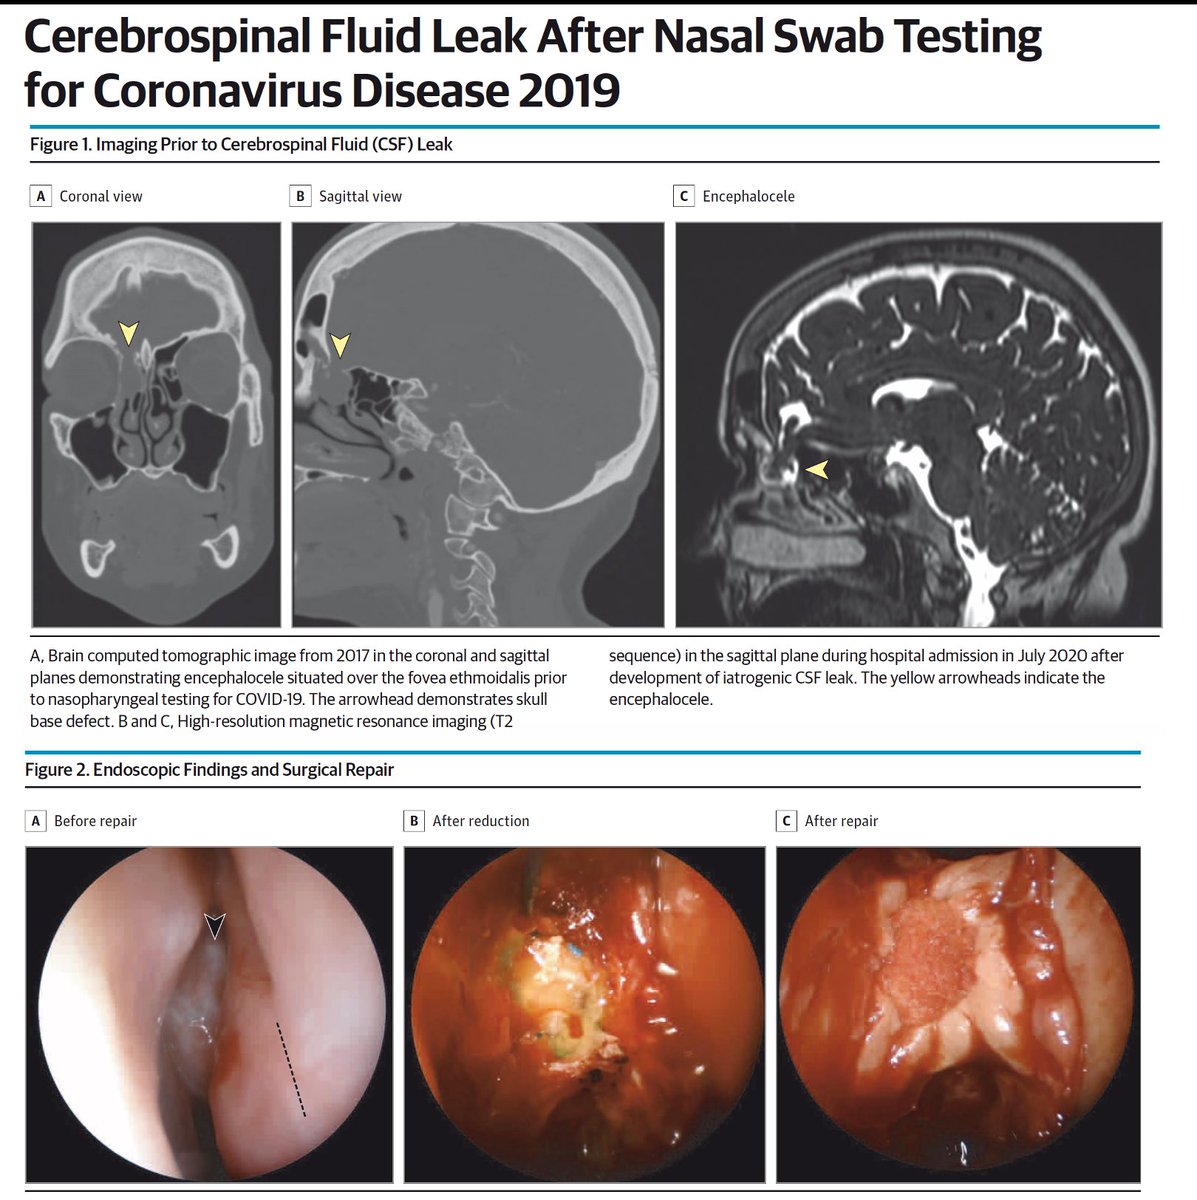 Cerebrospinal Fluid Leak After Nasal Swab Testing
for Coronavirus Disease 2019
Figure 1. Imaging Prior to Cerebrospinal Fluid (CSF) Leak
A Coronal view
B Sagittal view
C Encephalocele
A, Brain computed tomographic image from 2017 in the coronal and sagittal
planes demonstrating encephalocele situated over the fovea ethmoidalis prior
to nasopharyngeal testing for COVID-19. The arrowhead demonstrates skull
base defect. B and C, High-resolution magnetic resonance imaging (T2
sequence) in the sagittal plane during hospital admission in July 2020 after
development of iatrogenic CSF leak. The yellow arrowheads indicate the
encephalocele.
Figure 2. Endoscopic Findings and Surgical Repair
A Before repair
B After reduction
C After repair